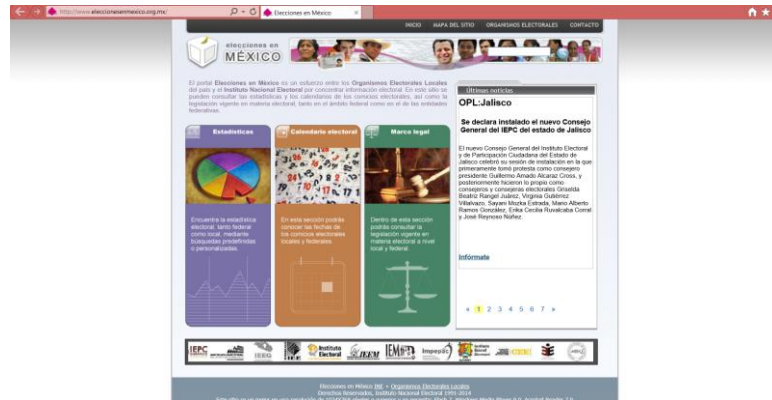 http://www.eleccionesenmexico.org.mx/
Elecciones en México
INICIO MAPA DEL SITIO ORGANISMOS ELECTORALES CONTACTO
elecciones en
MÉXICO
El portal Elecciones en México es un esfuerzo entre los Organismos Electorales Locales
del país y el Instituto Nacional Electoral por concentrar información electoral. En este sitio se
pueden consultar las estadísticas y los calendarios de los comicios electorales, así como la
legislación vigente en materia electoral, tanto en el ámbito federal como en el de las entidades
federativas.
Estadísticas
Encuentra la estadística
electoral, tanto federal
como local, mediante
búsquedas predefinidas
o personalizadas.
Calendario electoral
En esta sección podrás
conocer las fechas de
los comicios electorales
locales y federales.
Marco legal
Dentro de esta sección
podrás consultar la
legislación vigente en
materia electoral a nivel
local y federal.
Últimas noticias
OPL:Jalisco
Se declara instalado el nuevo Consejo
General del IEPC del estado de Jalisco
El nuevo Consejo General del Instituto Electoral
y de Participación Ciudadana del Estado de
Jalisco celebró su sesión de instalación en la que
primeramente tomó protesta como consejero
presidente Guillermo Amado Alcaraz Cross, y
posteriormente hicieron lo propio como
consejeros y consejeras electorales Griselda
Beatriz Rangel Juárez, Virginia Gutiérrez
Villalvazo, Sayani Mozka Estrada, Mario Alberto
Ramos González, Erika Cecilia Ruvalcaba Corral
y José Reynoso Núñez.
Infórmate
« 1 2 3 4 5 6 7 »
IEPC
Instituto
Electoral
IEEM
IEM
Impepac
Elecciones en México INE • Organismos Electorales Locales
Derechos Reservados, Instituto Nacional Electoral 1991-2014